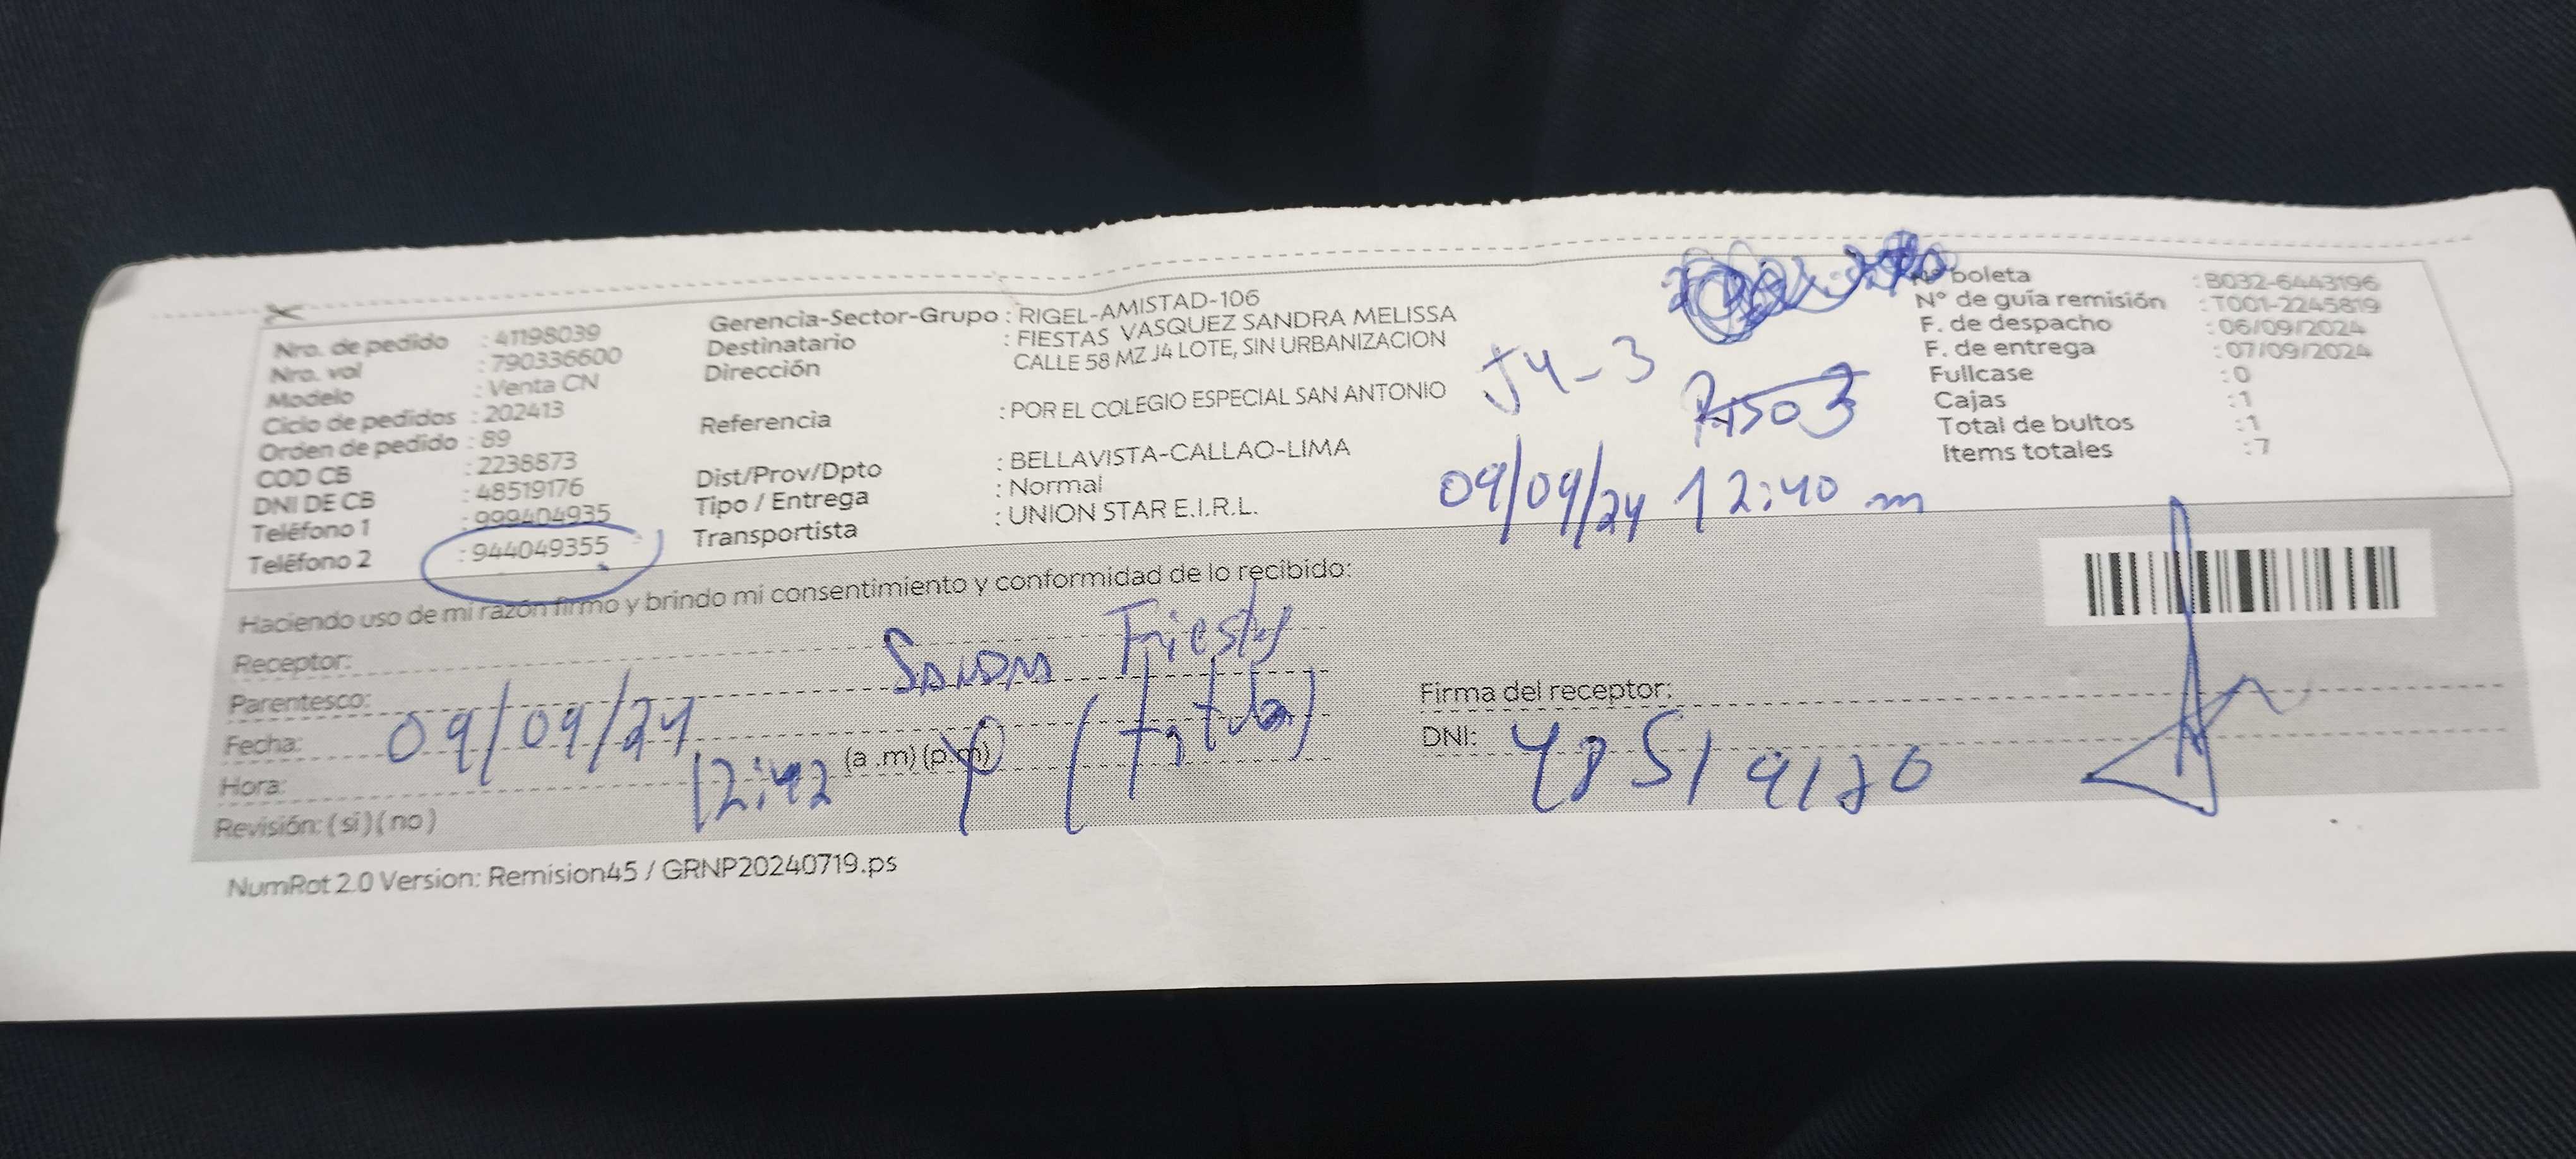 Nro. de pedido : 41198039
Nro. vol : 790336600
Modelo : Venta CN
Ciclo de pedidos : 202413
Orden de pedido : 89
COD CB : 2238873
DNI DE CB : 48519176
Teléfono 1 : 999404935
Teléfono 2 : 944049355
Gerencia-Sector-Grupo : RIGEL-AMISTAD-106
Destinatario : FIESTAS VASQUEZ SANDRA MELISSA
Dirección CALLE 58 MZ J4 LOTE, SIN URBANIZACION
Referencia : POR EL COLEGIO ESPECIAL SAN ANTONIO
Dist/Prov/Dpto : BELLAVISTA-CALLAO-LIMA
Tipo / Entrega : Normal
Transportista : UNION STAR E.I.R.L.
J4-3
Piso 3
09/09/24 12:40 m
N° boleta : B032-6443196
N° de guía remisión : T001-2245819
F. de despacho : 06/09/2024
F. de entrega : 07/09/2024
Fullcase : 0
Cajas : 1
Total de bultos : 1
Items totales : 7
Haciendo uso de mi razón firmo y brindo mi consentimiento y conformidad de lo recibido:
Receptor: Sandra Fiestas
Parentesco: (titular)
Fecha: 09/09/24
Hora: 12:42 (a .m) (p.m)
Revisión: ( si ) ( no )
Firma del receptor:
DNI: 48519170
NumRot 2.0 Version: Remision45 / GRNP20240719.ps